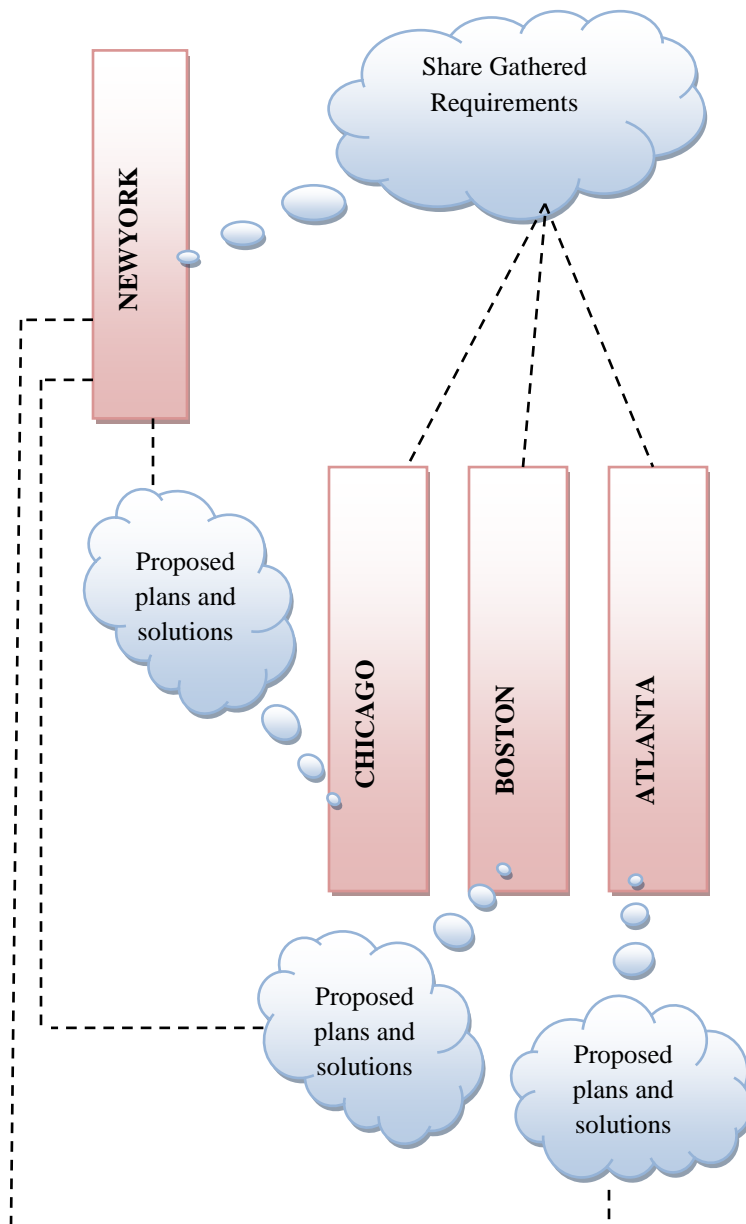 Share Gathered
Requirements
NEWYORK
Proposed
plans and
solutions
CHICAGO
BOSTON
ATLANTA
Proposed
plans and
solutions
Proposed
plans and
solutions